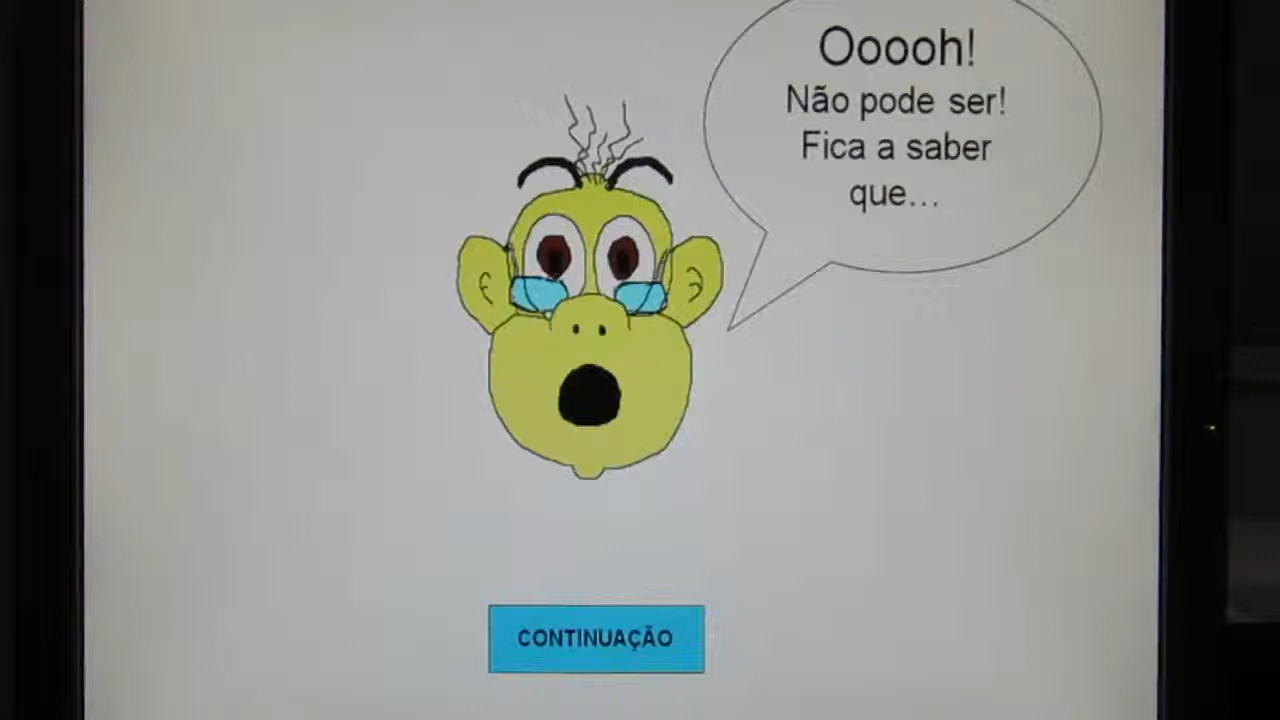 Ooooh!
Não pode ser!
Fica a saber
que...
CONTINUAÇÃO